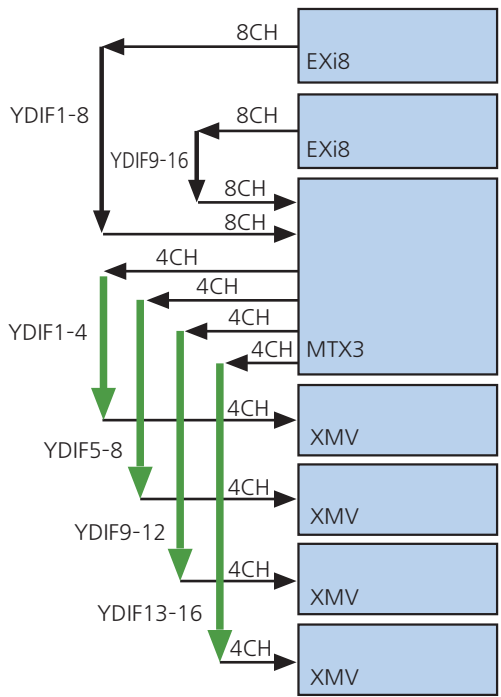 8CH
EXi8
YDIF1-8
8CH
EXi8
YDIF9-16
8CH
8CH
4CH
4CH
4CH
YDIF1-4
4CH
MTX3
4CH
XMV
YDIF5-8
4CH
XMV
YDIF9-12
4CH
XMV
YDIF13-16
4CH
XMV